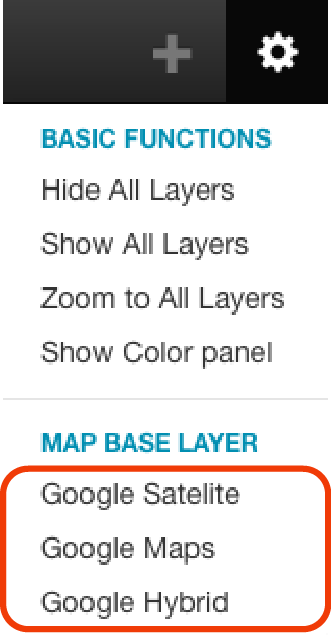 BASIC FUNCTIONS
Hide All Layers
Show All Layers
Zoom to All Layers
Show Color panel
MAP BASE LAYER
Google Satelite
Google Maps
Google Hybrid